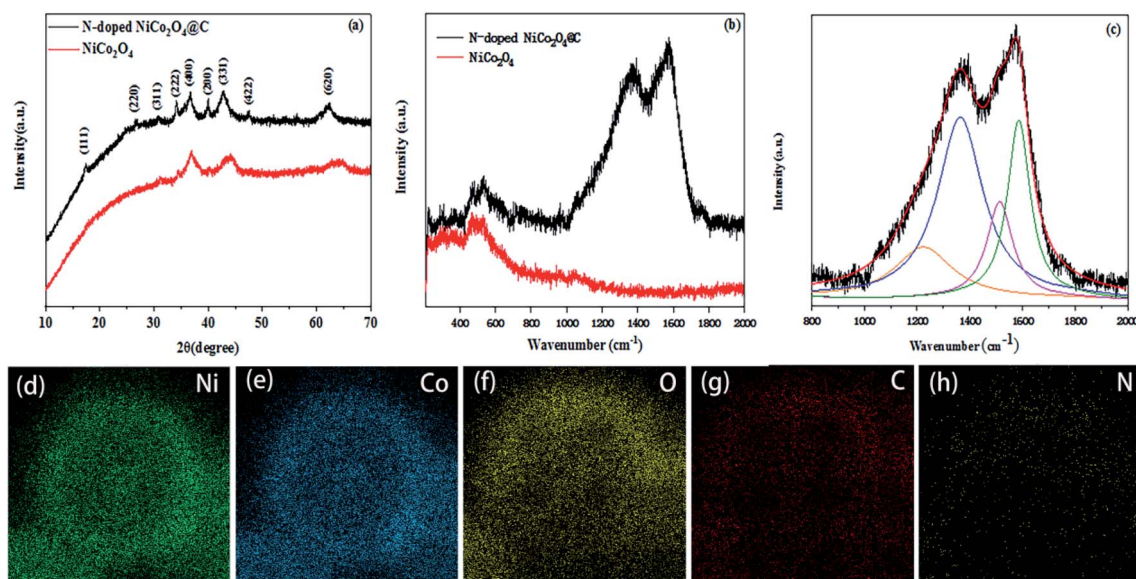 (a)
N-doped NiCo₂O₄@C
NiCo₂O₄
(111)
(220)
(311)
(222)
(400)
(200)
(331)
(422)
(620)
Intensity(a.u.)
10 20 30 40 50 60 70
2θ(degree)
(b)
N-doped NiCo₂O₄@C
NiCo₂O₄
Intensity (a.u.)
400 600 800 1000 1200 1400 1600 1800 2000
Wavenumber (cm⁻¹)
(c)
Intensity(a.u.)
800 1000 1200 1400 1600 1800 2000
Wavenumber(cm⁻¹)
(d) Ni
(e) Co
(f) O
(g) C
(h) N